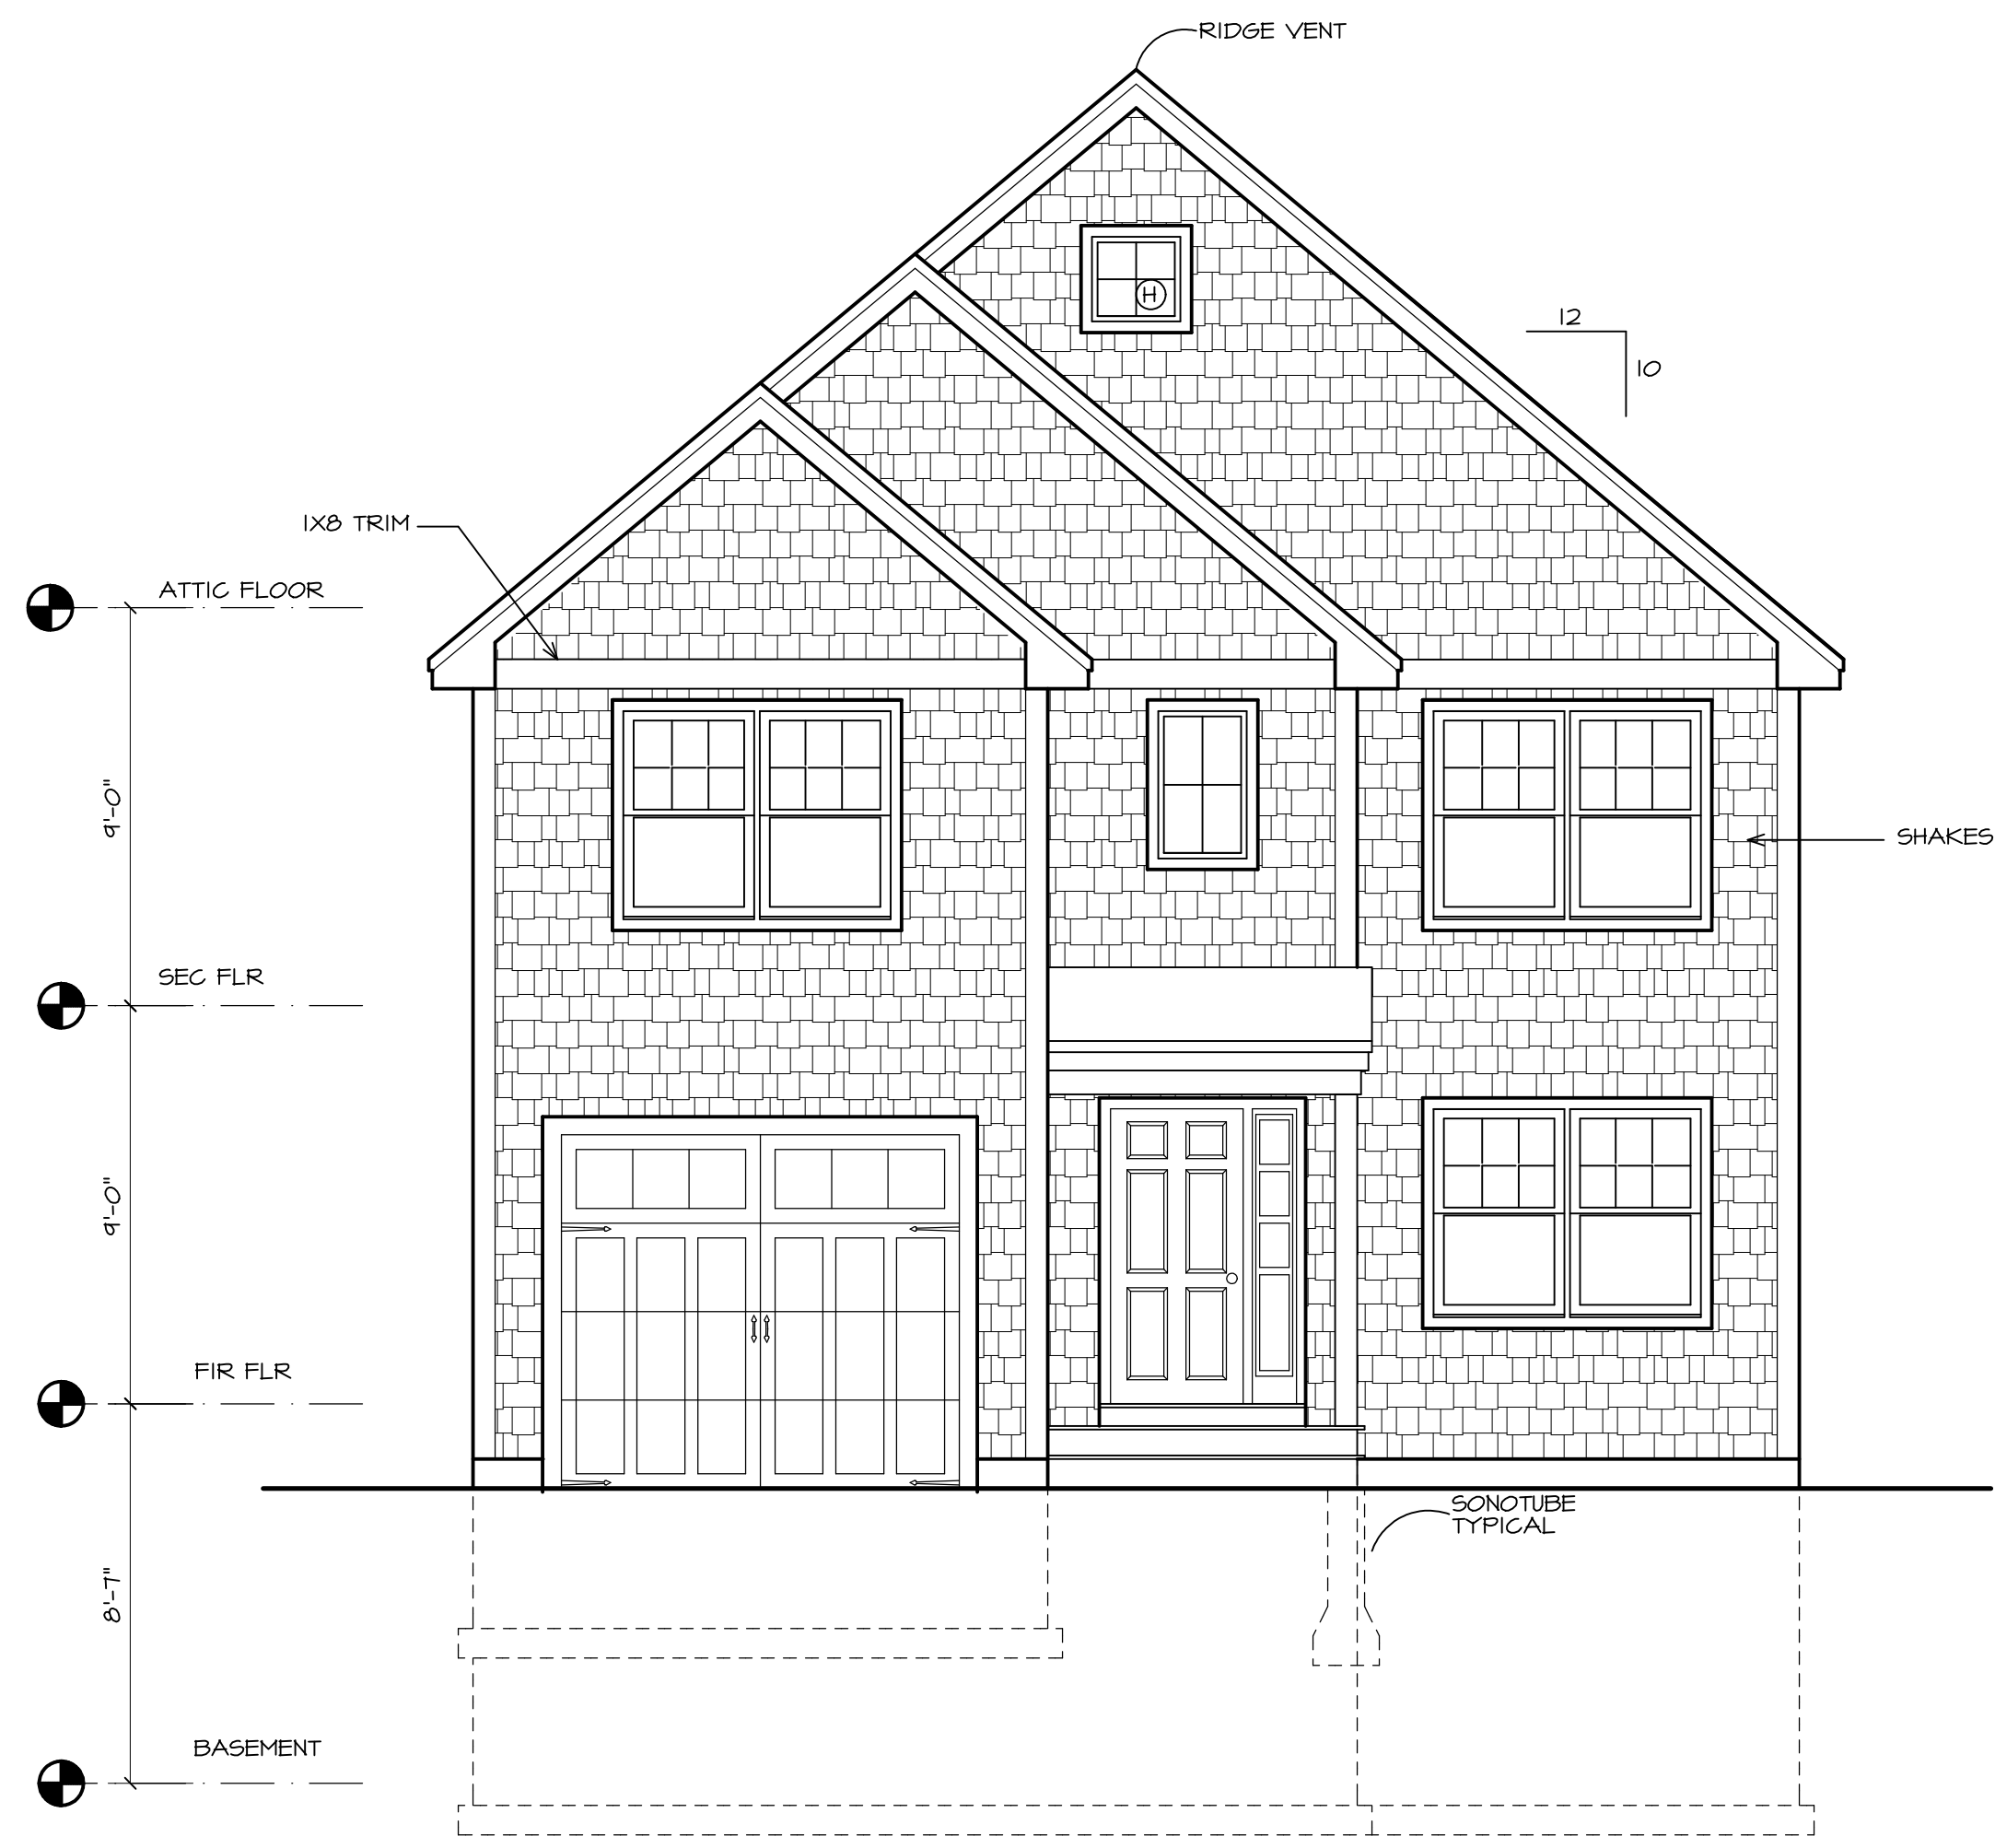 RIDGE VENT
H
12
10
1X8 TRIM
ATTIC FLOOR
9'-0"
SHAKES
SEC FLR
9'-0"
FIR FLR
SONOTUBE
TYPICAL
8'-7"
BASEMENT